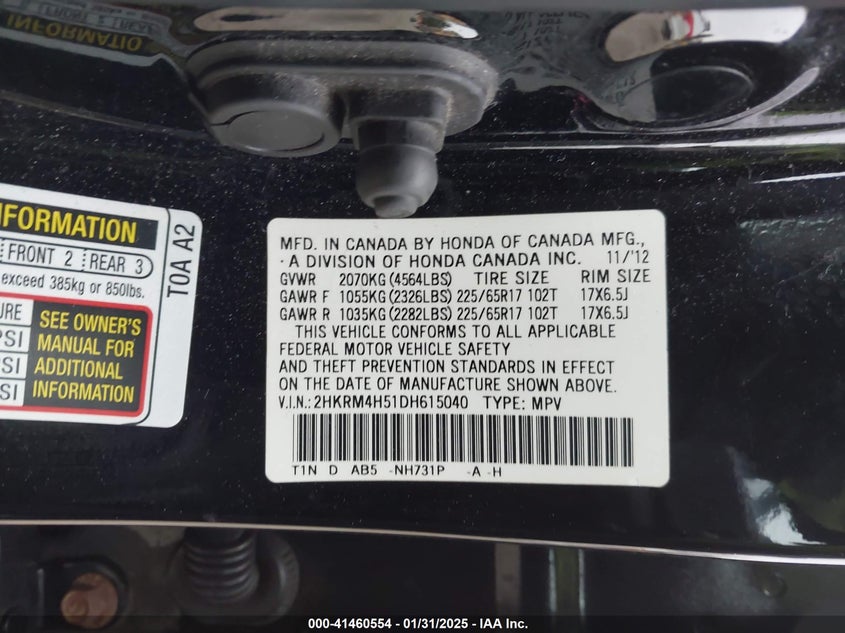 INFORMATION
FRONT 2 REAR 3
exceed 385kg or 850lbs.
SEE OWNER'S
MANUAL FOR
ADDITIONAL
INFORMATION
PSI
T0A A2
MFD. IN CANADA BY HONDA OF CANADA MFG.,
A DIVISION OF HONDA CANADA INC. 11/'12
GVWR 2070KG (4564LBS) TIRE SIZE RIM SIZE
GAWR F 1055KG (2326LBS) 225/65R17 102T 17X6.5J
GAWR R 1035KG (2282LBS) 225/65R17 102T 17X6.5J
THIS VEHICLE CONFORMS TO ALL APPLICABLE
FEDERAL MOTOR VEHICLE SAFETY
AND THEFT PREVENTION STANDARDS IN EFFECT
ON THE DATE OF MANUFACTURE SHOWN ABOVE.
V.I.N.: 2HKRM4H51DH615040 TYPE: MPV
T1N D AB5 -NH731P -A -H
000-41460554 - 01/31/2025 - IAA Inc.